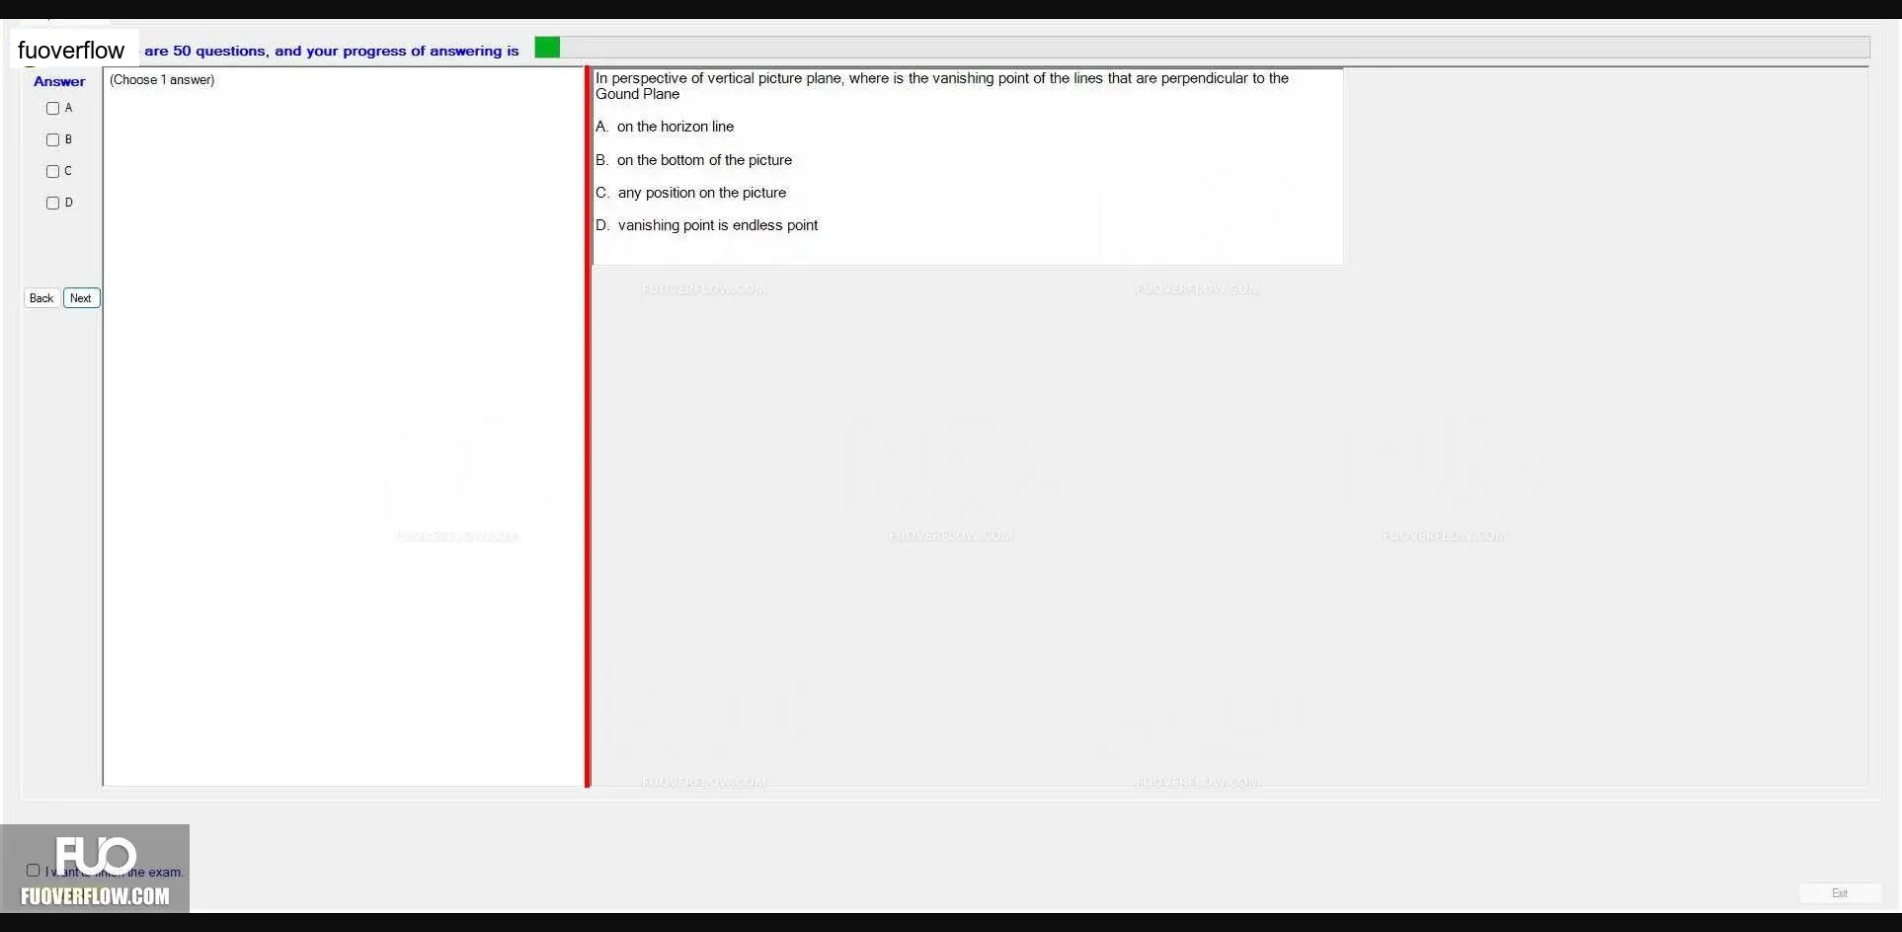 fuoverflow are 50 questions, and your progress of answering is
Answer
(Choose 1 answer)
A
B
C
D
Back Next
In perspective of vertical picture plane, where is the vanishing point of the lines that are perpendicular to the
Gound Plane
A. on the horizon line
B. on the bottom of the picture
C. any position on the picture
D. vanishing point is endless point
FUOVERFLOW.COM FUOVERFLOW.COM
FUOVERFLOW.COM FUOVERFLOW.COM FUOVERFLOW.COM
FUOVERFLOW.COM FUOVERFLOW.COM
FUO
I want the exam.
FUOVERFLOW.COM
Exit